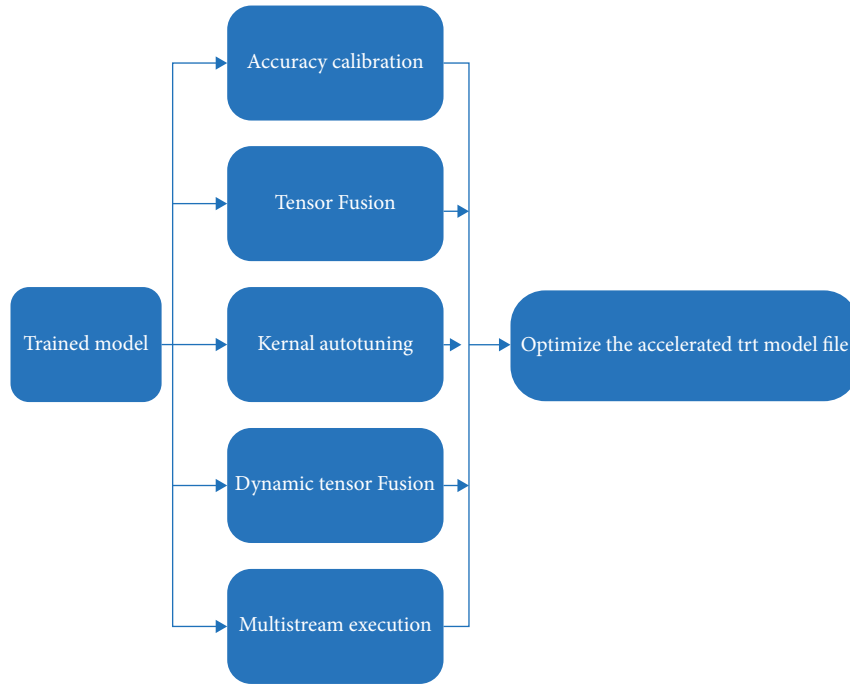 Accuracy calibration
Tensor Fusion
Trained model
Kernal autotuning
Optimize the accelerated trt model file
Dynamic tensor Fusion
Multistream execution